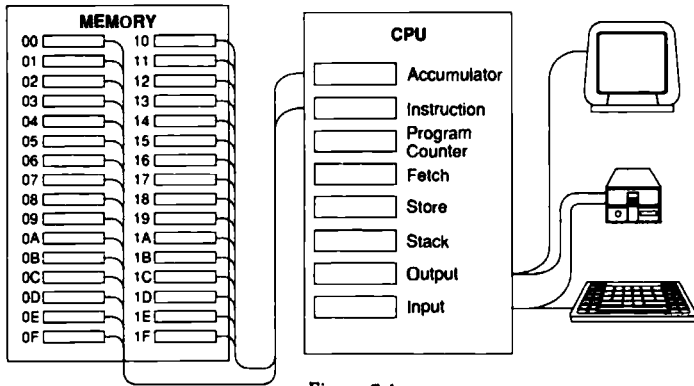 MEMORY
00 10
01 11
02 12
03 13
04 14
05 15
06 16
07 17
08 18
09 19
0A 1A
0B 1B
0C 1C
0D 1D
0E 1E
0F 1F
CPU
Accumulator
Instruction
Program
Counter
Fetch
Store
Stack
Output
Input